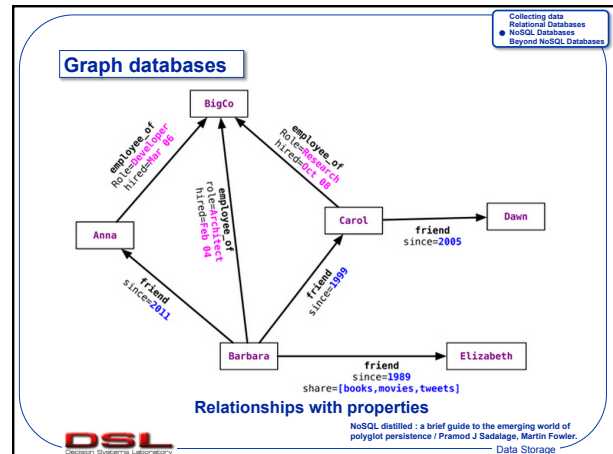 Collecting data
Relational Databases
NoSQL Databases
Beyond NoSQL Databases
Graph databases
BigCo
employee_of
Role=Developer
hired=Mar 06
employee_of
role=Architect
hired=Feb 04
employee_of
Role=Research
hired=Oct 08
Anna
Carol
Dawn
friend
since=2005
friend
since=2011
friend
since=1999
Barbara
Elizabeth
friend
since=1989
share=[books,movies,tweets]
Relationships with properties
NoSQL distilled : a brief guide to the emerging world of
polyglot persistence / Pramod J Sadalage, Martin Fowler.
DSL
Decision Systems Laboratory
Data Storage